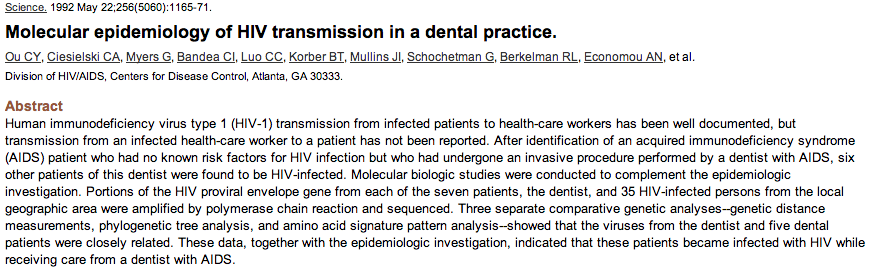 Science. 1992 May 22;256(5060):1165-71.
Molecular epidemiology of HIV transmission in a dental practice.
Ou CY, Ciesielski CA, Myers G, Bandea CI, Luo CC, Korber BT, Mullins JI, Schochetman G, Berkelman RL, Economou AN, et al.
Division of HIV/AIDS, Centers for Disease Control, Atlanta, GA 30333.
Abstract
Human immunodeficiency virus type 1 (HIV-1) transmission from infected patients to health-care workers has been well documented, but
transmission from an infected health-care worker to a patient has not been reported. After identification of an acquired immunodeficiency syndrome
(AIDS) patient who had no known risk factors for HIV infection but who had undergone an invasive procedure performed by a dentist with AIDS, six
other patients of this dentist were found to be HIV-infected. Molecular biologic studies were conducted to complement the epidemiologic
investigation. Portions of the HIV proviral envelope gene from each of the seven patients, the dentist, and 35 HIV-infected persons from the local
geographic area were amplified by polymerase chain reaction and sequenced. Three separate comparative genetic analyses--genetic distance
measurements, phylogenetic tree analysis, and amino acid signature pattern analysis--showed that the viruses from the dentist and five dental
patients were closely related. These data, together with the epidemiologic investigation, indicated that these patients became infected with HIV while
receiving care from a dentist with AIDS.